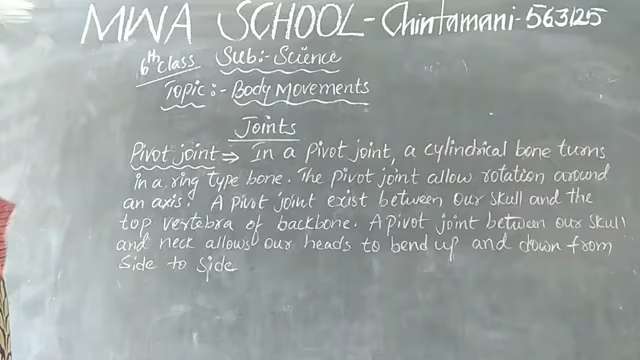 MWA SCHOOL-Chintamani-563125
6th class Sub:-Science
Topic:-Body Movements
Joints
Pivot joint ⇒ In a pivot joint, a cylindrical bone turns
in a ring type bone. The pivot joint allow rotation around
an axis. A pivot joint exist between our skull and the
top vertebra of backbone. A pivot joint between our skull
and neck allows our heads to bend up and down from
side to side